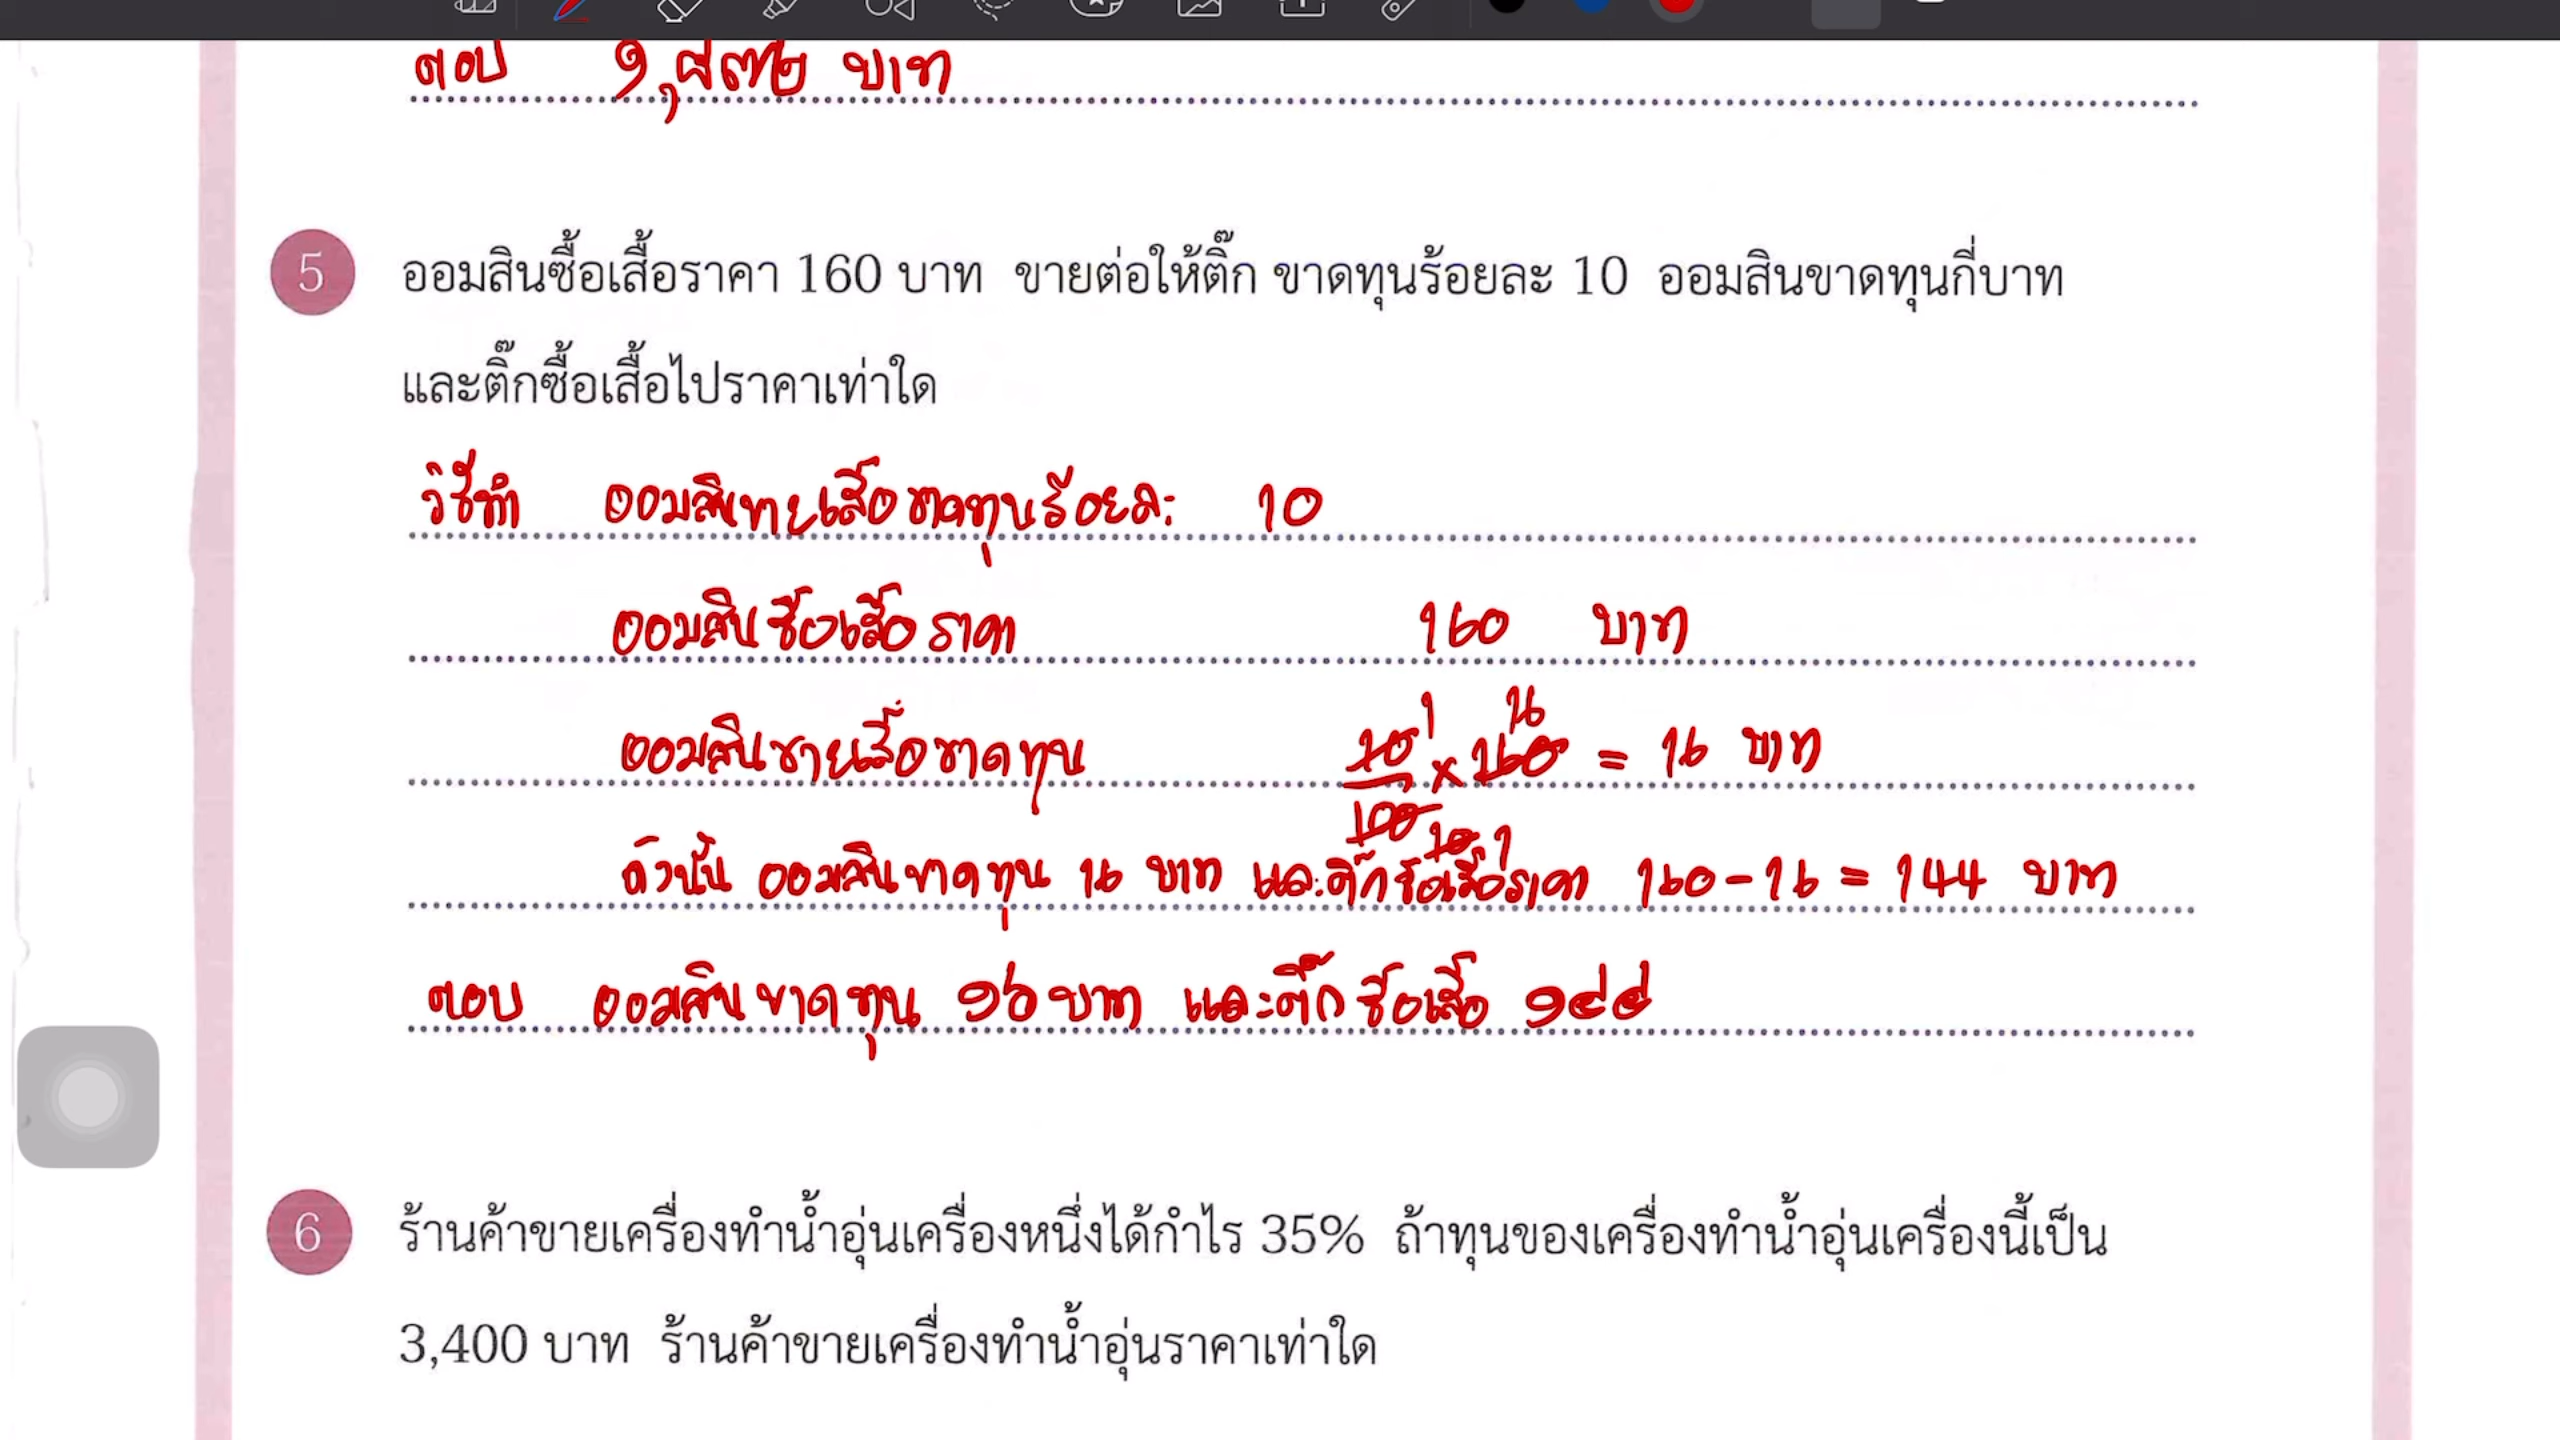 ตอบ ๑,๘๓๒ บาท
5 ออมสินซื้อเสื้อราคา 160 บาท ขายต่อให้ติ๊ก ขาดทุนร้อยละ 10 ออมสินขาดทุนกี่บาท
และติ๊กซื้อเสื้อไปราคาเท่าใด
วิธีทำ ออมสินขายเสื้อขาดทุนร้อยละ 10
ออมสินซื้อเสื้อราคา 160 บาท
1 16
ออมสินขายเสื้อขาดทุน 10/100 × 160 = 16 บาท
10 1
ดังนั้น ออมสินขาดทุน 16 บาท และติ๊กซื้อเสื้อราคา 160 - 16 = 144 บาท
ตอบ ออมสินขาดทุน ๑๖ บาท และติ๊กซื้อเสื้อ ๑๔๔
6 ร้านค้าขายเครื่องทำน้ำอุ่นเครื่องหนึ่งได้กำไร 35% ถ้าทุนของเครื่องทำน้ำอุ่นเครื่องนี้เป็น
3,400 บาท ร้านค้าขายเครื่องทำน้ำอุ่นราคาเท่าใด